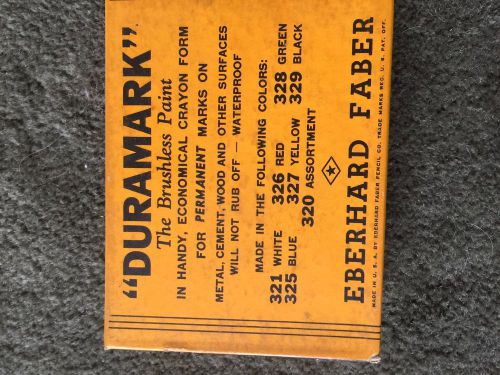 "DURAMARK"
The Brushless Paint
IN HANDY, ECONOMICAL CRAYON FORM
FOR PERMANENT MARKS ON
METAL, CEMENT, WOOD AND OTHER SURFACES
WILL NOT RUB OFF — WATERPROOF
MADE IN THE FOLLOWING COLORS:
321 WHITE 326 RED 328 GREEN
325 BLUE 327 YELLOW 329 BLACK
320 ASSORTMENT
EBERHARD FABER
MADE IN U. S. A. BY EBERHARD FABER PENCIL CO. TRADE MARKS REG. U. S. PAT. OFF.